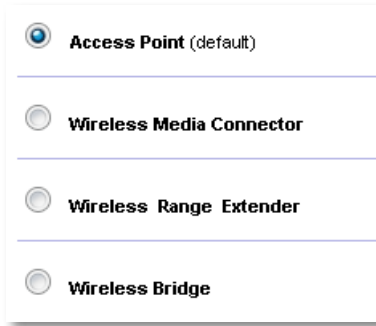 Access Point (default)
Wireless Media Connector
Wireless Range Extender
Wireless Bridge